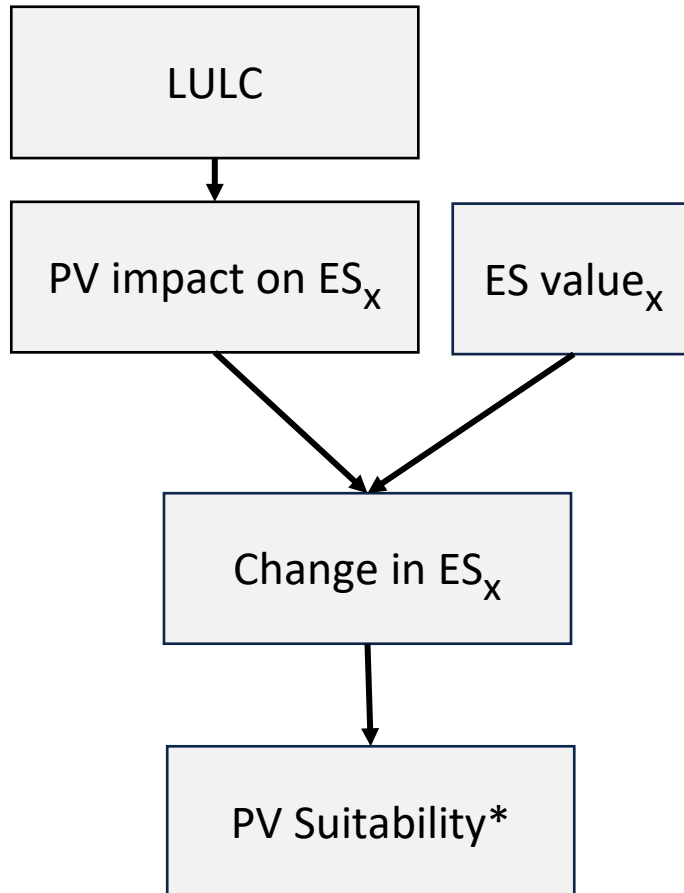 LULC
PV impact on ESₓ
ES valueₓ
Change in ESₓ
PV Suitability*